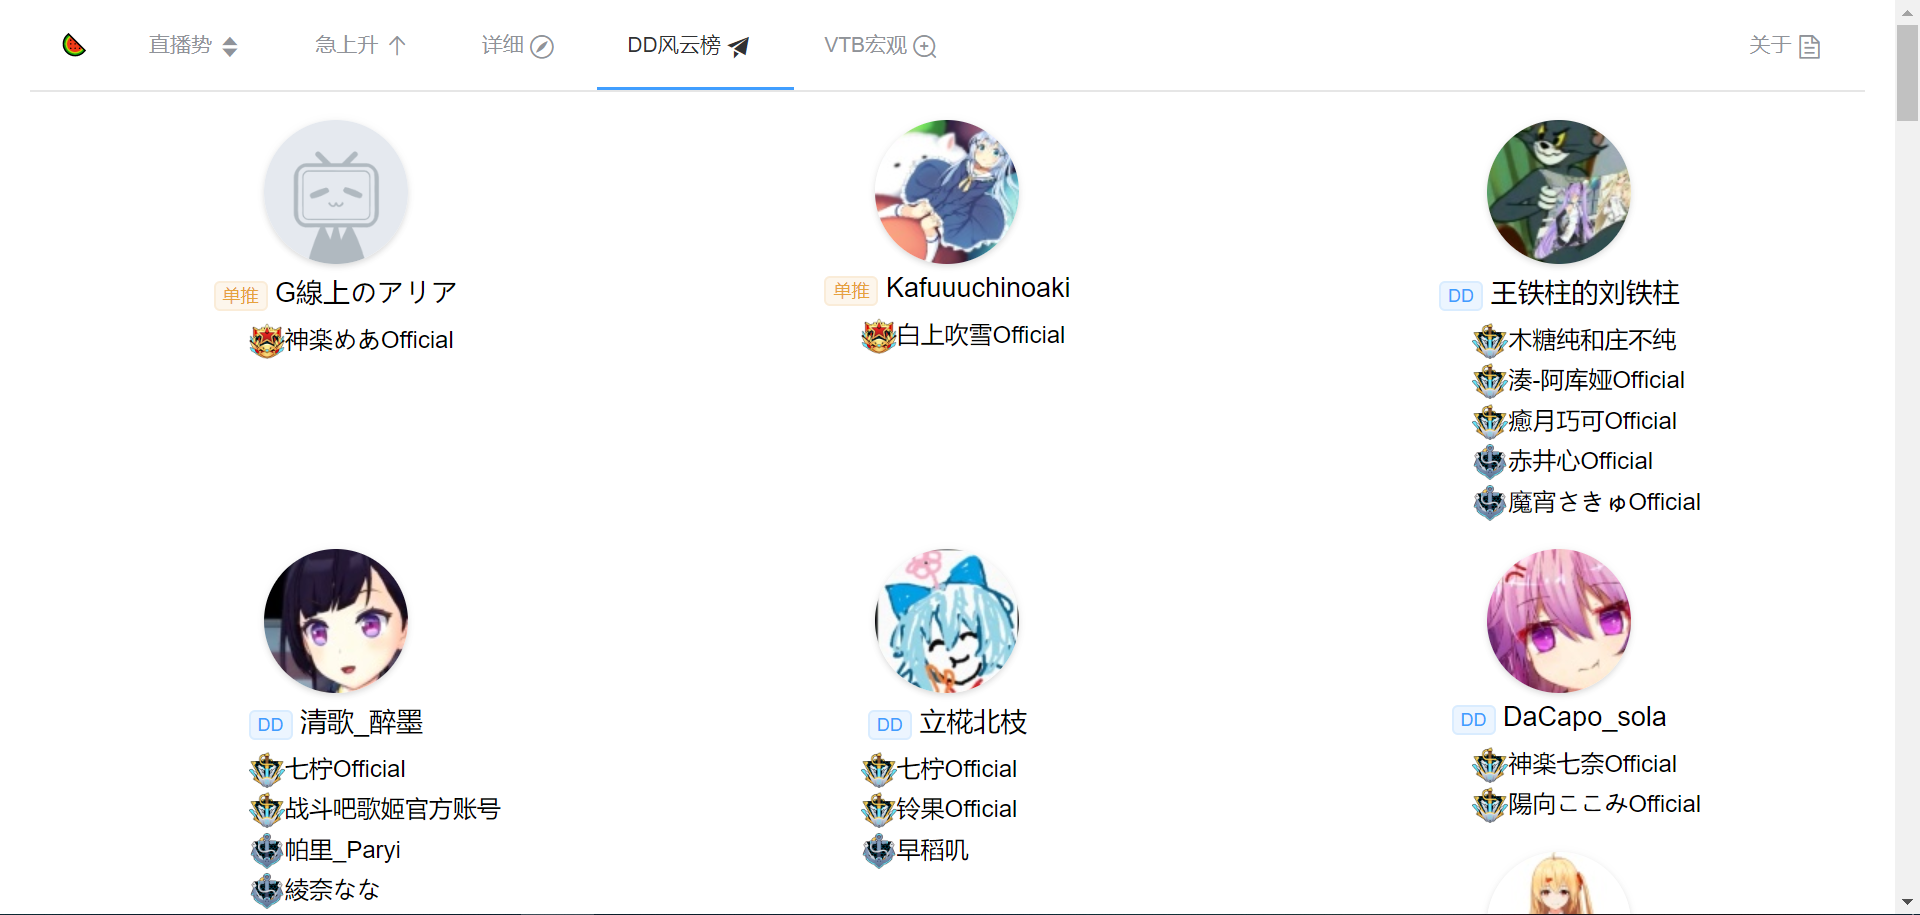 直播势
急上升
详细
DD风云榜
VTB宏观
关于
单推 G線上のアリア
神楽めあOfficial
单推 Kafuuuchinoaki
白上吹雪Official
DD 王铁柱的刘铁柱
木糖纯和庄不纯
湊-阿库娅Official
癒月巧可Official
赤井心Official
魔宵さきゅOfficial
DD 清歌_醉墨
七柠Official
战斗吧歌姬官方账号
帕里_Paryi
綾奈なな
DD 立椛北枝
七柠Official
铃果Official
早稻叽
DD DaCapo_sola
神楽七奈Official
陽向ここみOfficial